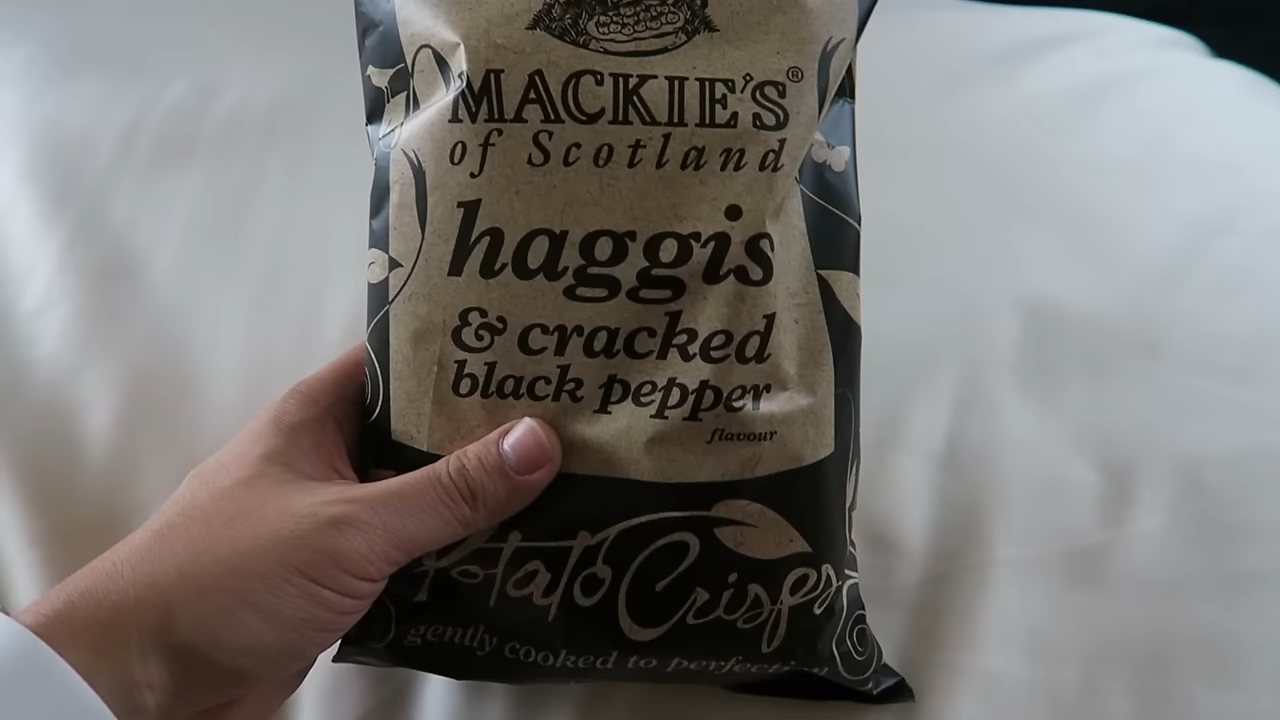 MACKIE'S®
of Scotland
haggis
& cracked
black pepper
flavour
Potato Crisps
gently cooked to perfection